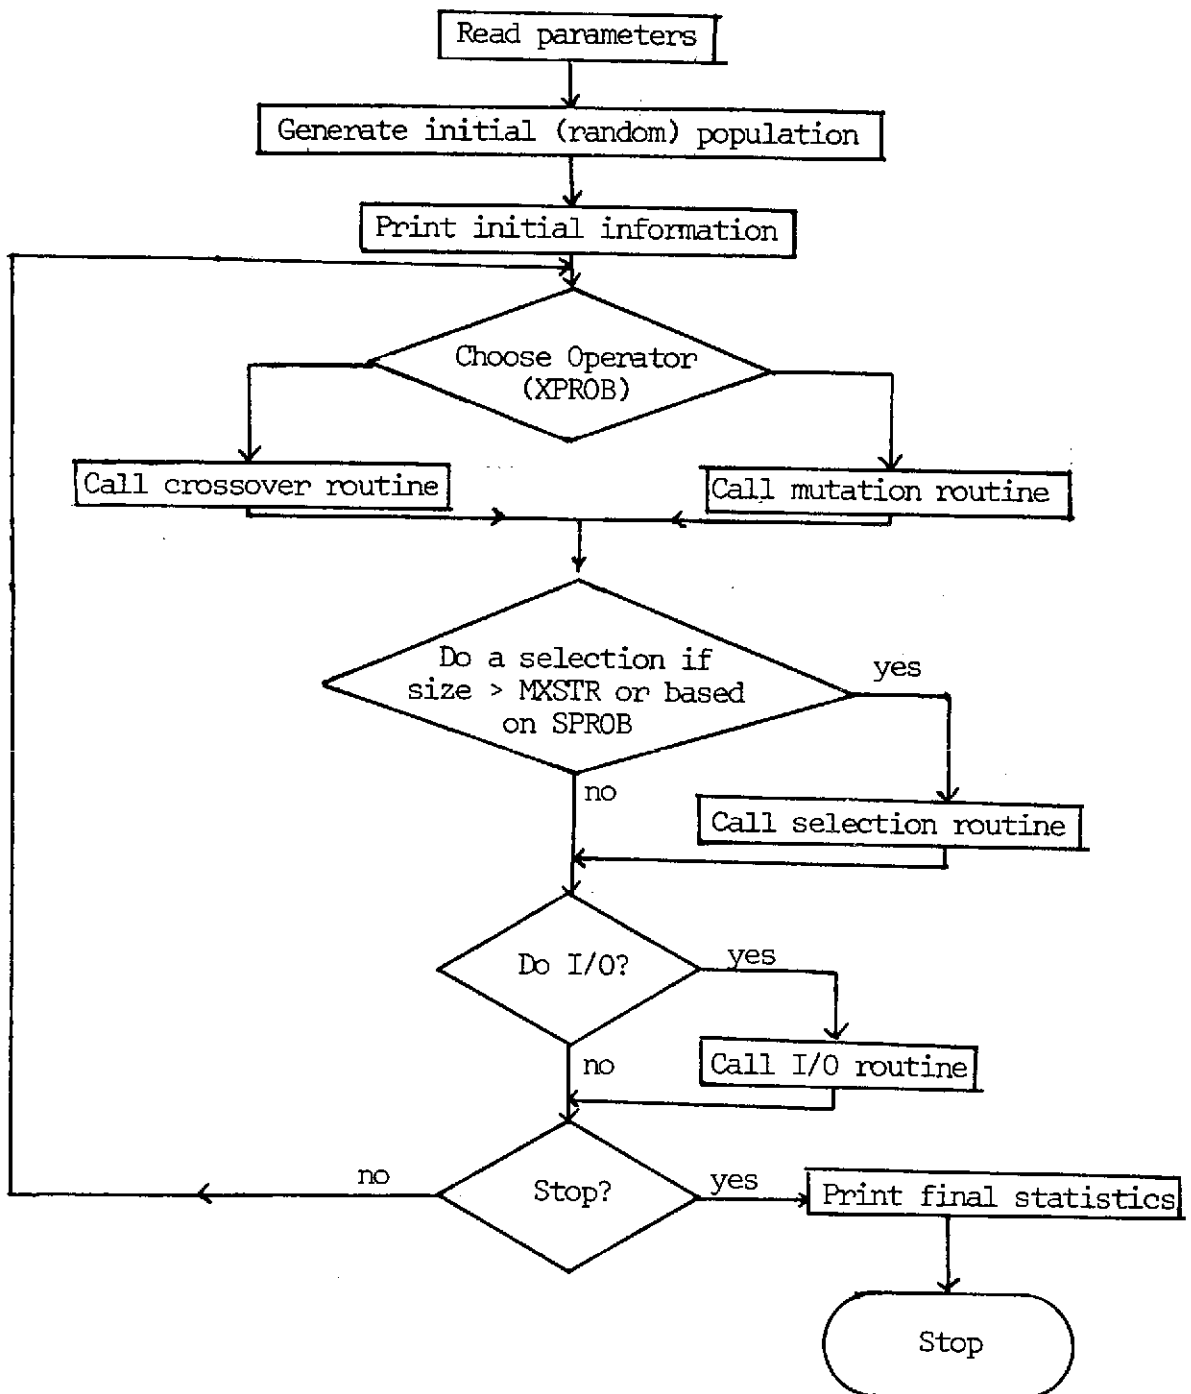 Read parameters
Generate initial (random) population
Print initial information
Choose Operator
(XPROB)
Call crossover routine
Call mutation routine
Do a selection if
size > MXSTR or based
on SPROB
yes
no
Call selection routine
Do I/O?
yes
no
Call I/O routine
Stop?
no
yes
Print final statistics
Stop